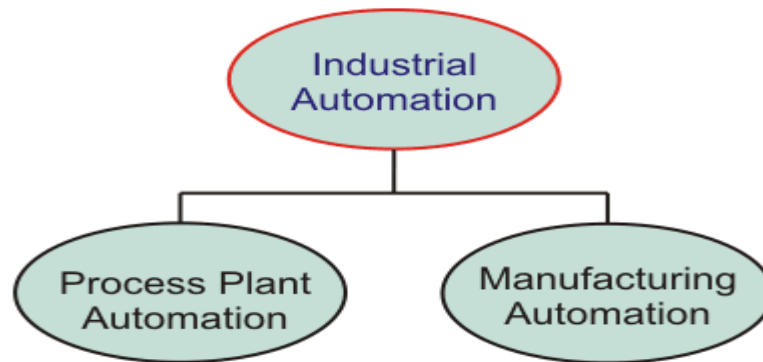 Industrial
Automation
Process Plant
Automation
Manufacturing
Automation